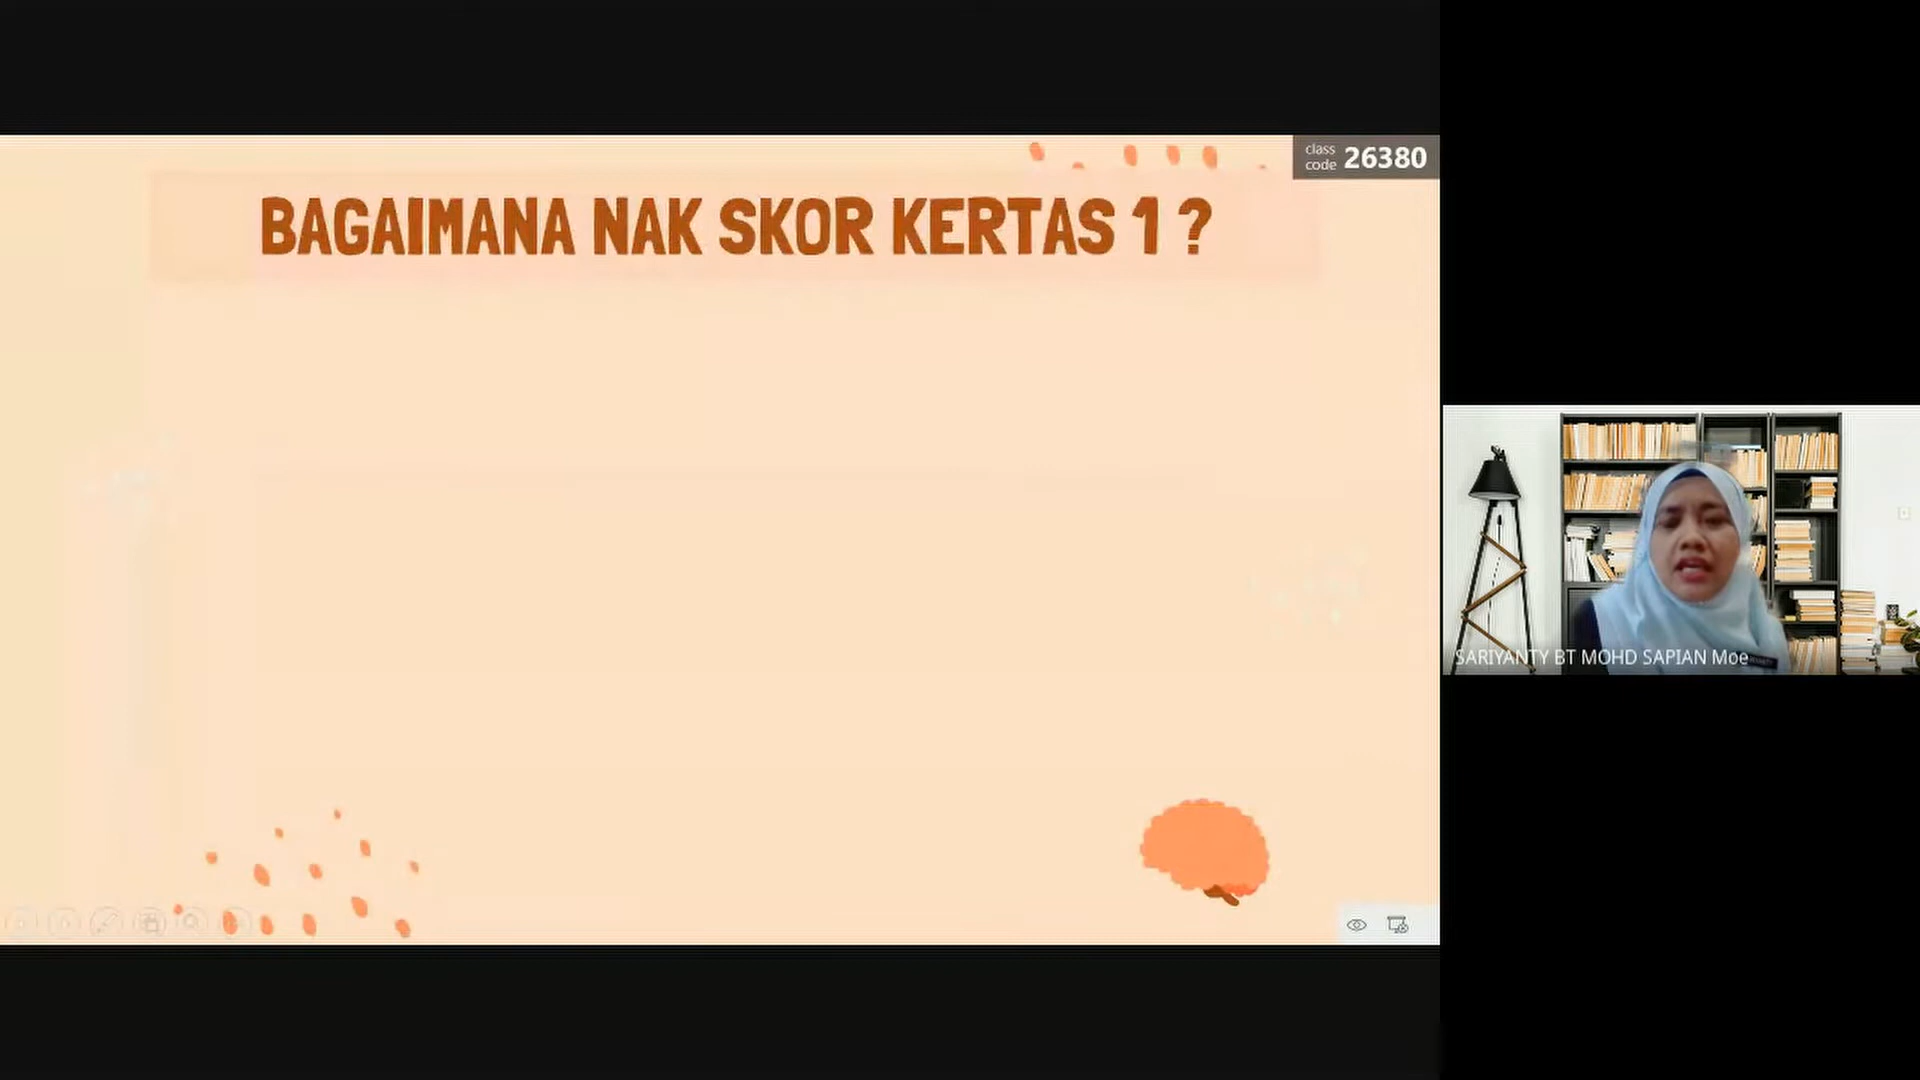 class
code 26380
BAGAIMANA NAK SKOR KERTAS 1 ?
SARIYANTY BT MOHD SAPIAN Moe